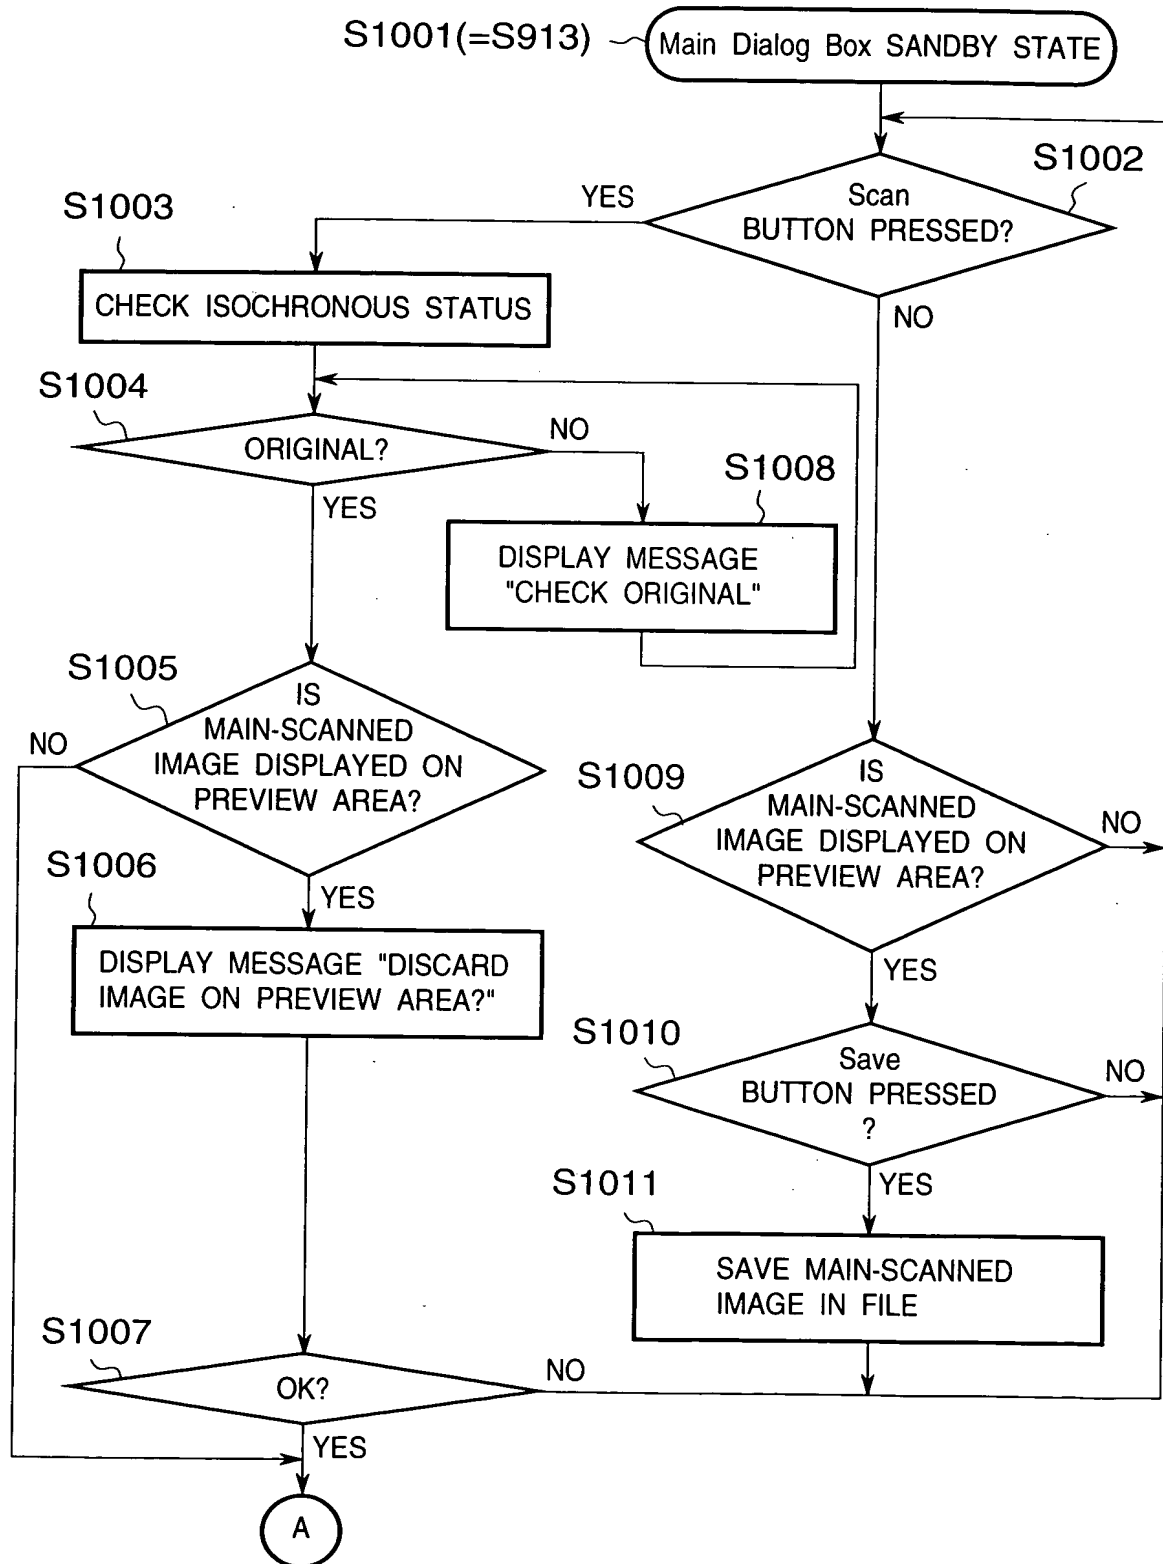 S1001(=S913)
Main Dialog Box SANDBY STATE
S1002
Scan
BUTTON PRESSED?
YES
NO
S1003
CHECK ISOCHRONOUS STATUS
S1004
ORIGINAL?
NO
YES
S1008
DISPLAY MESSAGE
"CHECK ORIGINAL"
S1005
IS
MAIN-SCANNED
IMAGE DISPLAYED ON
PREVIEW AREA?
NO
YES
S1006
DISPLAY MESSAGE "DISCARD
IMAGE ON PREVIEW AREA?"
S1007
OK?
NO
YES
A
S1009
IS
MAIN-SCANNED
IMAGE DISPLAYED ON
PREVIEW AREA?
NO
YES
S1010
Save
BUTTON PRESSED
?
NO
YES
S1011
SAVE MAIN-SCANNED
IMAGE IN FILE